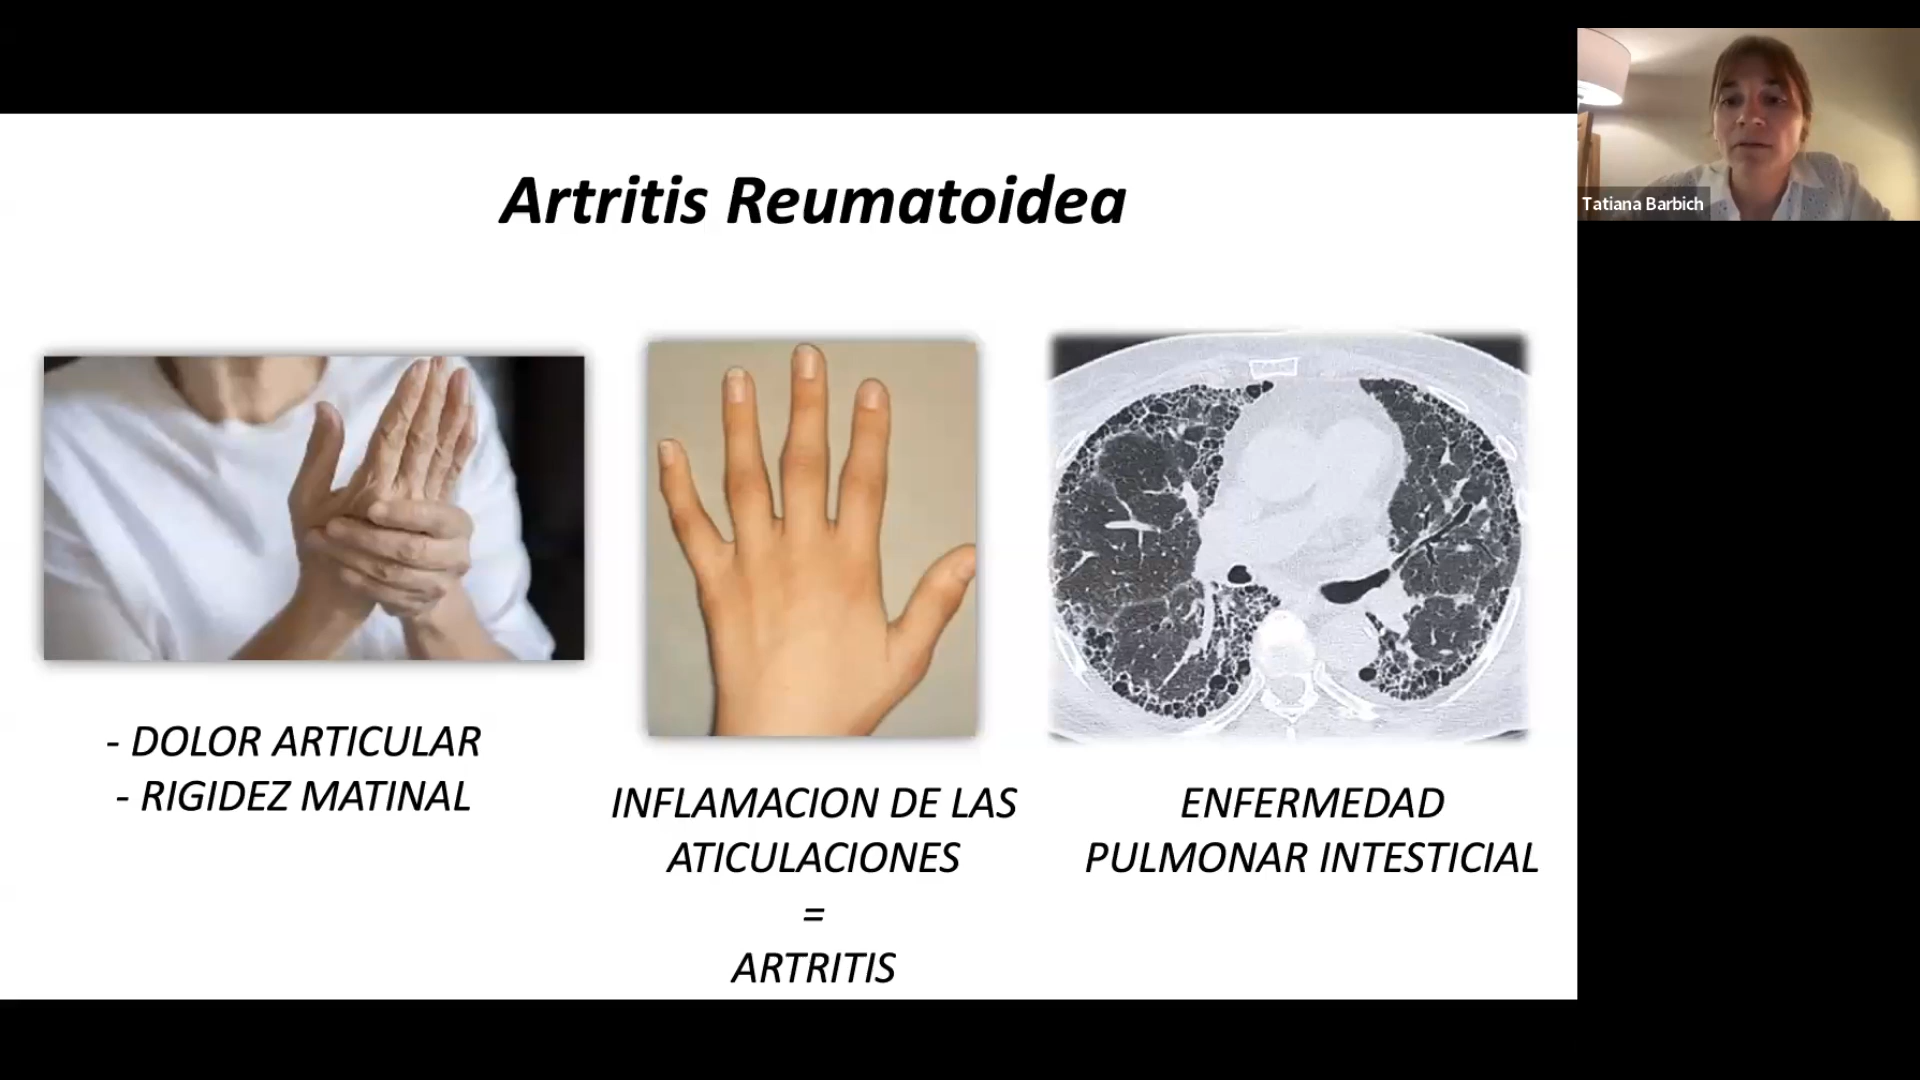 Artritis Reumatoidea
Tatiana Barbich
- DOLOR ARTICULAR
- RIGIDEZ MATINAL
INFLAMACION DE LAS
ATICULACIONES
=
ARTRITIS
ENFERMEDAD
PULMONAR INTESTICIAL